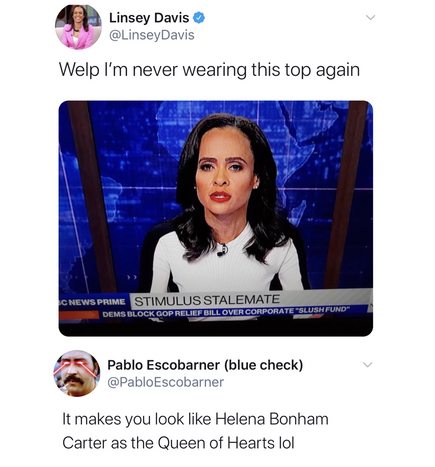 Linsey Davis
@LinseyDavis
Welp I'm never wearing this top again
C NEWS PRIME STIMULUS STALEMATE
DEMS BLOCK GOP RELIEF BILL OVER CORPORATE "SLUSH FUND"
Pablo Escobarner (blue check)
@PabloEscobarner
It makes you look like Helena Bonham
Carter as the Queen of Hearts lol